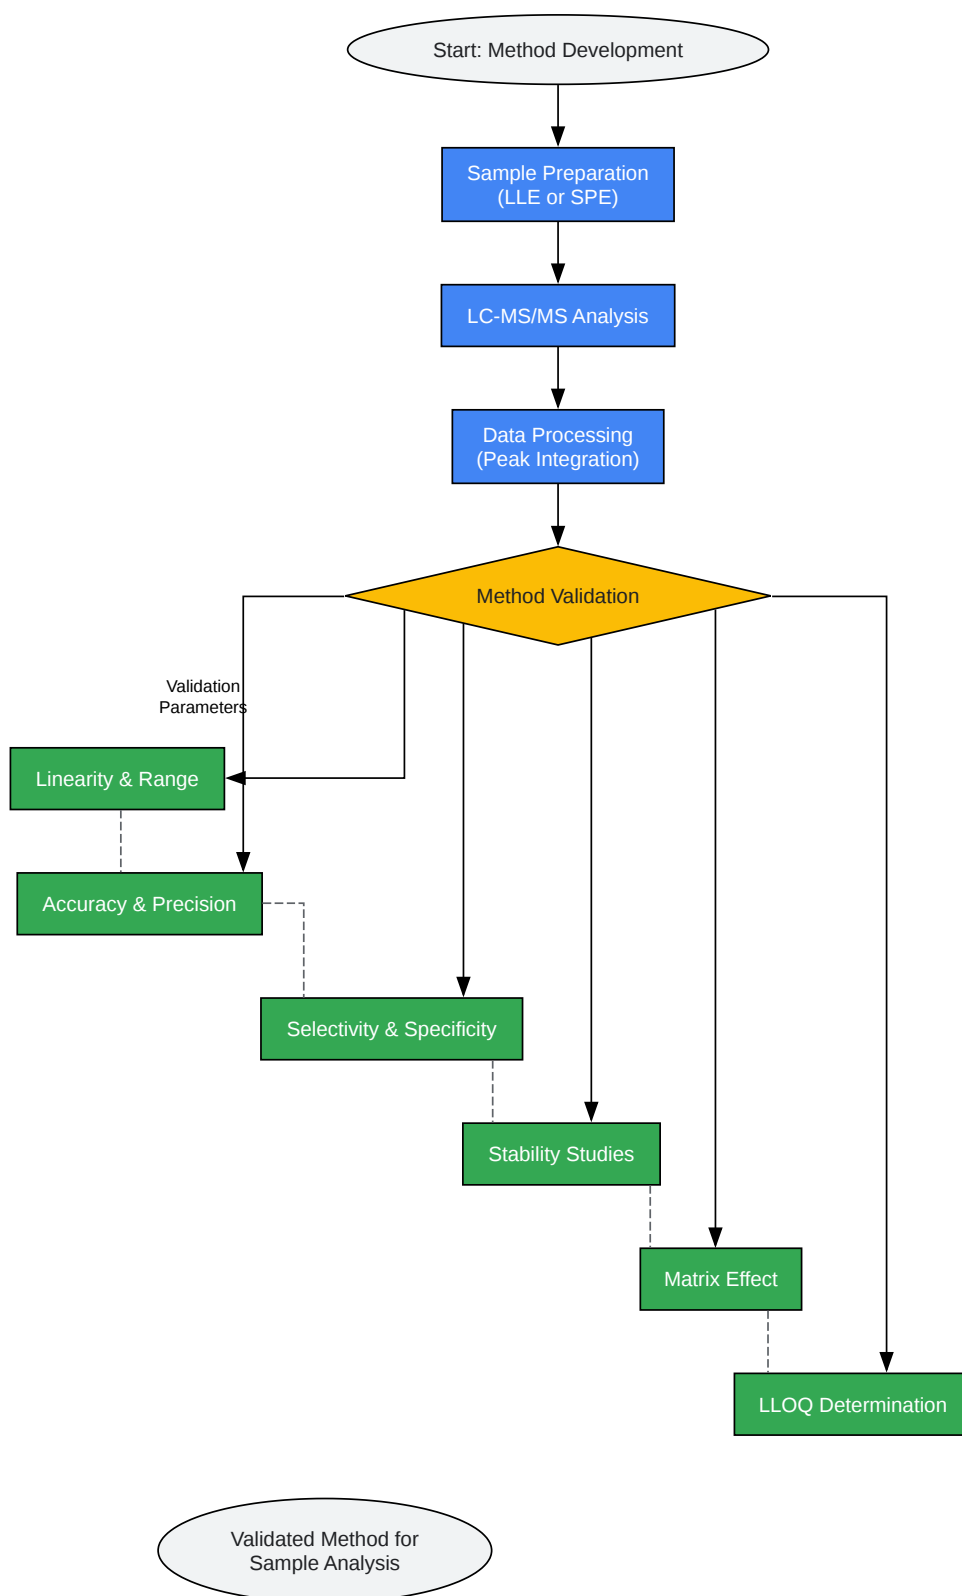 Start: Method Development
Sample Preparation
(LLE or SPE)
LC-MS/MS Analysis
Data Processing
(Peak Integration)
Method Validation
Validation
Parameters
Linearity & Range
Accuracy & Precision
Selectivity & Specificity
Stability Studies
Matrix Effect
LLOQ Determination
Validated Method for
Sample Analysis